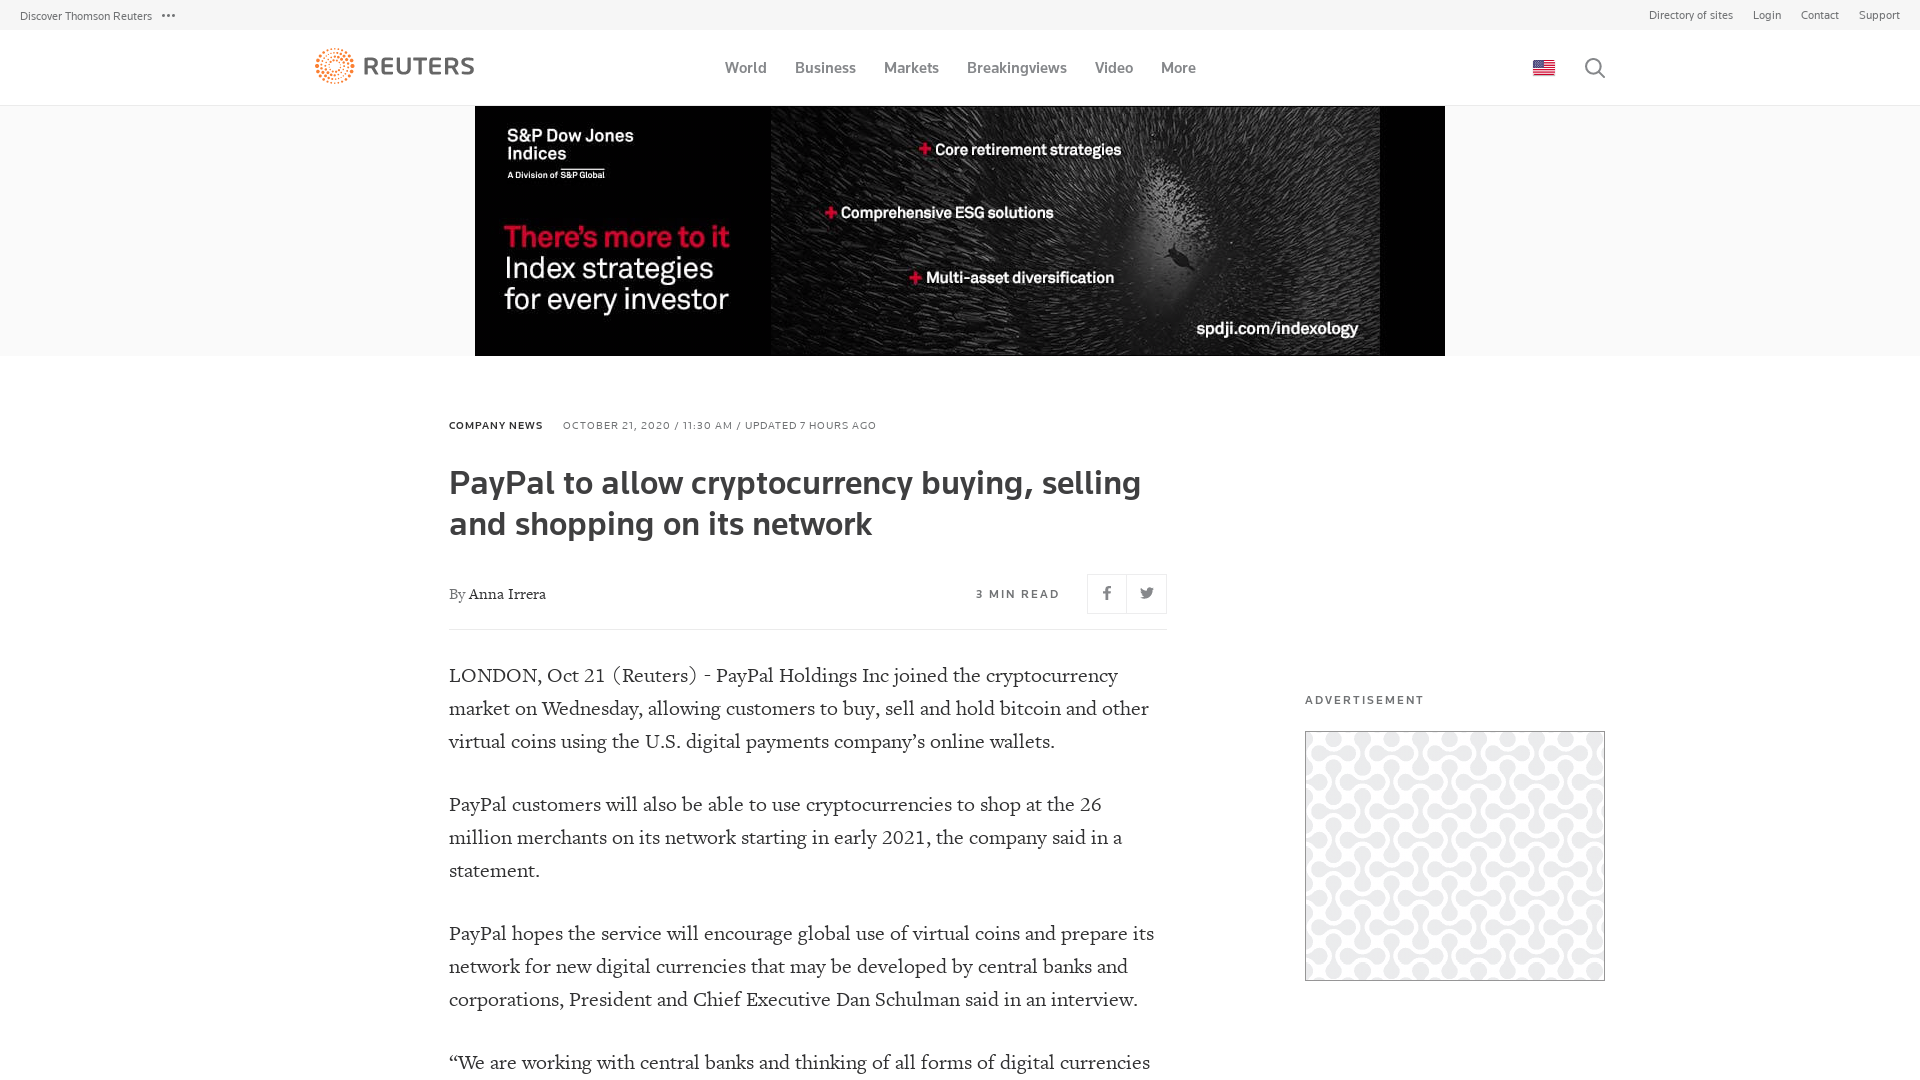 Discover Thomson Reuters
Directory of sites Login Contact Support
REUTERS
World Business Markets Breakingviews Video More
S&P Dow Jones
Indices
A Division of S&P Global
There’s more to it
Index strategies
for every investor
Core retirement strategies
Comprehensive ESG solutions
Multi-asset diversification
spdji.com/indexology
COMPANY NEWS OCTOBER 21, 2020 / 11:30 AM / UPDATED 7 HOURS AGO
PayPal to allow cryptocurrency buying, selling
and shopping on its network
By Anna Irrera
3 MIN READ
LONDON, Oct 21 (Reuters) - PayPal Holdings Inc joined the cryptocurrency
market on Wednesday, allowing customers to buy, sell and hold bitcoin and other
virtual coins using the U.S. digital payments company’s online wallets.
PayPal customers will also be able to use cryptocurrencies to shop at the 26
million merchants on its network starting in early 2021, the company said in a
statement.
PayPal hopes the service will encourage global use of virtual coins and prepare its
network for new digital currencies that may be developed by central banks and
corporations, President and Chief Executive Dan Schulman said in an interview.
“We are working with central banks and thinking of all forms of digital currencies
ADVERTISEMENT